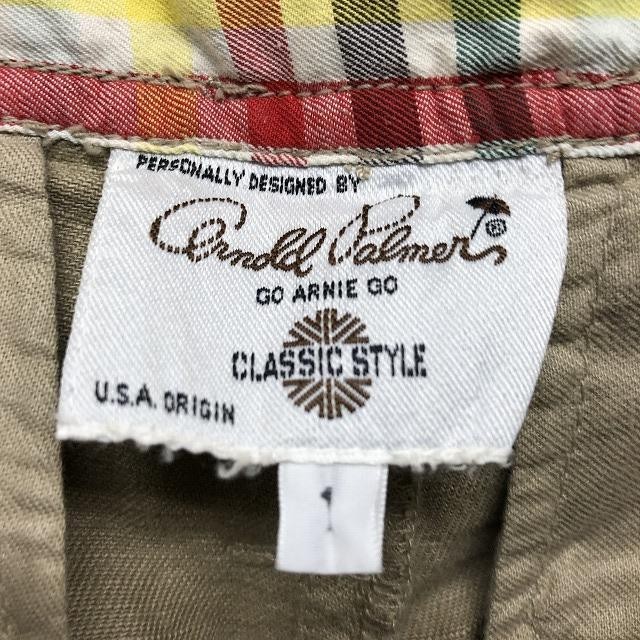 PERSONALLY DESIGNED BY
Arnold Palmer ®
GO ARNIE GO
CLASSIC STYLE
U.S.A. ORIGIN
1